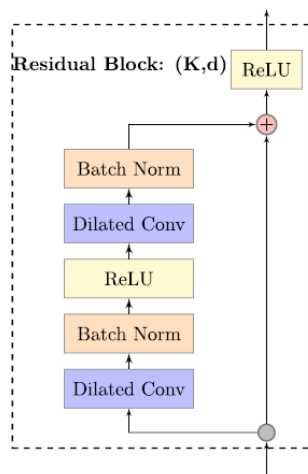 Residual Block: (K,d)
ReLU
+
Batch Norm
Dilated Conv
ReLU
Batch Norm
Dilated Conv